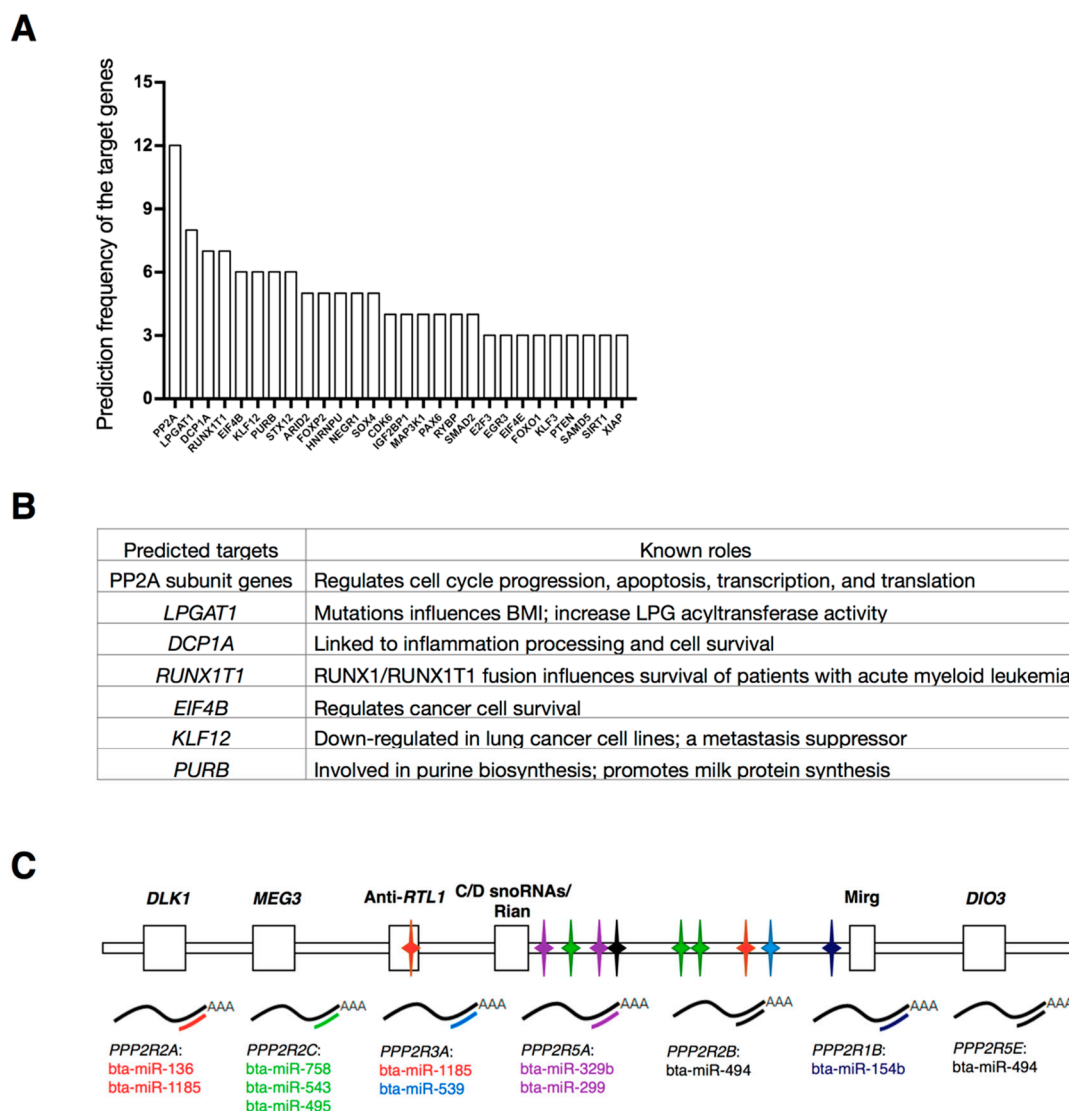 A
Prediction frequency of the target genes
15
12
9
6
3
0
PP2A
LPGAT1
DCP1A
RUNX1T1
EIF4B
KLF12
PURB
STX12
ARID2
FOXP2
HNRNPU
NEGR1
SOX4
CDK6
IGF2BP1
MAP3K1
PAX6
RYBP
SMAD2
E2F3
EGR3
EIF4E
FOXO1
KLF3
PTEN
SAMD5
SIRT1
XIAP
B
Predicted targets Known roles
PP2A subunit genes Regulates cell cycle progression, apoptosis, transcription, and translation
LPGAT1 Mutations influences BMI; increase LPG acyltransferase activity
DCP1A Linked to inflammation processing and cell survival
RUNX1T1 RUNX1/RUNX1T1 fusion influences survival of patients with acute myeloid leukemia
EIF4B Regulates cancer cell survival
KLF12 Down-regulated in lung cancer cell lines; a metastasis suppressor
PURB Involved in purine biosynthesis; promotes milk protein synthesis
C
DLK1
MEG3
Anti-RTL1
C/D snoRNAs/
Rian
Mirg
DIO3
AAA
PPP2R2A:
bta-miR-136
bta-miR-1185
AAA
PPP2R2C:
bta-miR-758
bta-miR-543
bta-miR-495
AAA
PPP2R3A:
bta-miR-1185
bta-miR-539
AAA
PPP2R5A:
bta-miR-329b
bta-miR-299
AAA
PPP2R2B:
bta-miR-494
AAA
PPP2R1B:
bta-miR-154b
AAA
PPP2R5E:
bta-miR-494